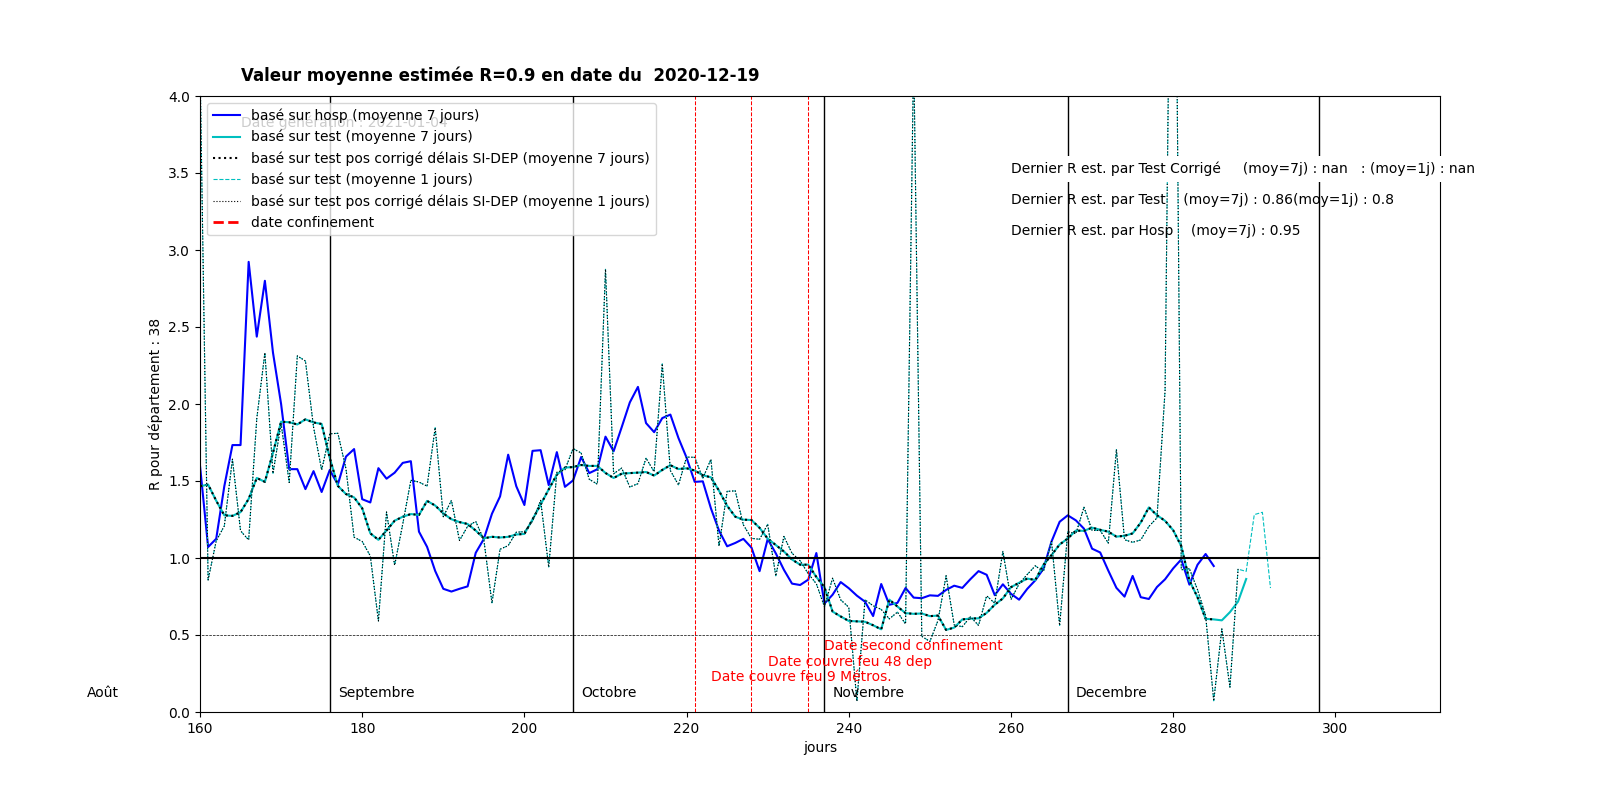 Valeur moyenne estimée R=0.9 en date du  2020-12-19
Date génération : 2021-01-04
basé sur hosp (moyenne 7 jours)
basé sur test (moyenne 7 jours)
basé sur test pos corrigé délais SI-DEP (moyenne 7 jours)
basé sur test (moyenne 1 jours)
basé sur test pos corrigé délais SI-DEP (moyenne 1 jours)
date confinement
Dernier R est. par Test Corrigé (moy=7j) : nan : (moy=1j) : nan
Dernier R est. par Test (moy=7j) : 0.86(moy=1j) : 0.8
Dernier R est. par Hosp (moy=7j) : 0.95
R pour département : 38
4.0
3.5
3.0
2.5
2.0
1.5
1.0
0.5
0.0
Date second confinement
Date couvre feu 48 dep
Date couvre feu 9 Métros.
Août Septembre Octobre Novembre Decembre
160 180 200 220 240 260 280 300
jours